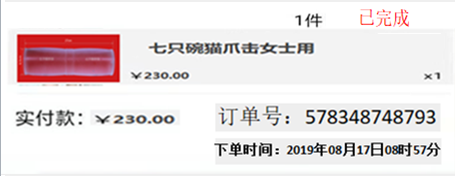 1件 已完成
七只碗猫爪击女士用
￥230.00 x1
实付款：￥230.00 订单号：578348748793
下单时间：2019年08月17日08时57分